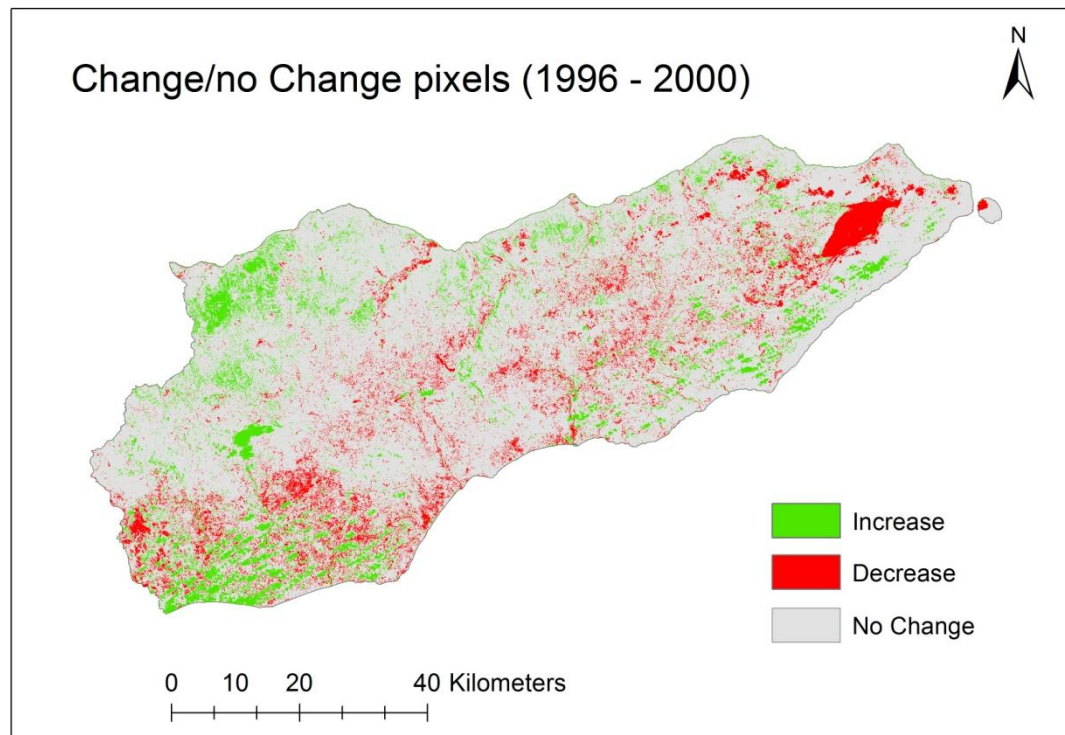 N
Change/no Change pixels (1996 - 2000)
Increase
Decrease
No Change
0 10 20 40 Kilometers